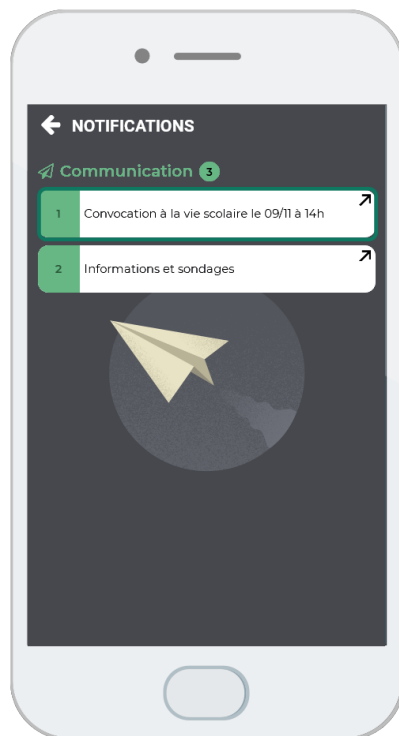 NOTIFICATIONS
Communication 3
1 Convocation à la vie scolaire le 09/11 à 14h
2 Informations et sondages